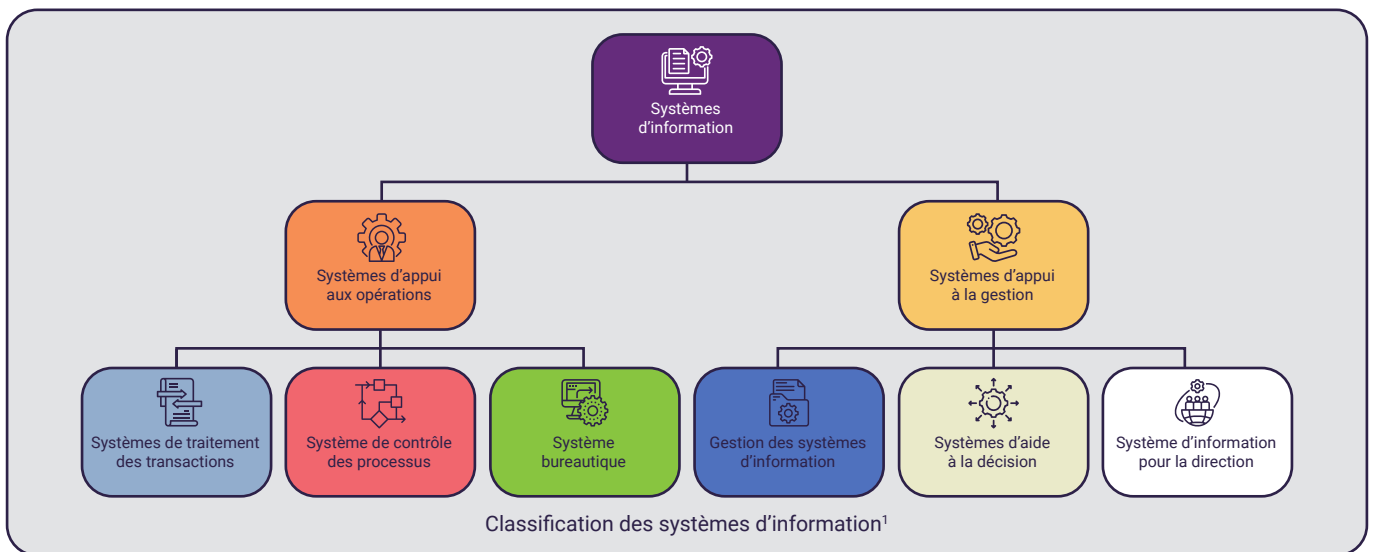 Systèmes
d’information
Systèmes d’appui
aux opérations
Systèmes d’appui
à la gestion
Systèmes de traitement
des transactions
Système de contrôle
des processus
Système
bureautique
Gestion des systèmes
d’information
Systèmes d’aide
à la décision
Système d’information
pour la direction
Classification des systèmes d’information¹